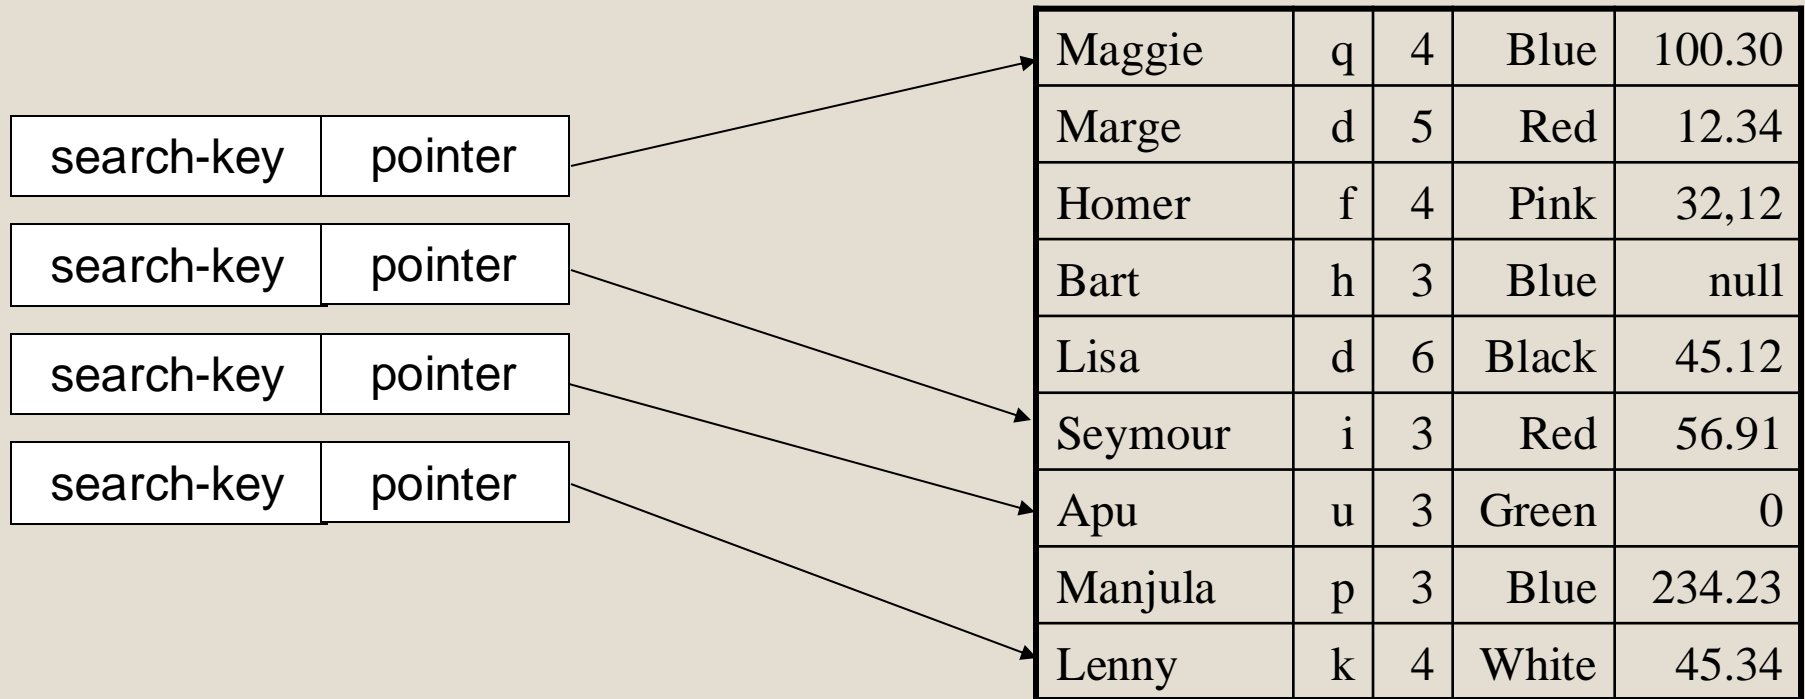 search-key pointer
search-key pointer
search-key pointer
search-key pointer
Maggie q 4 Blue 100.30
Marge d 5 Red 12.34
Homer f 4 Pink 32,12
Bart h 3 Blue null
Lisa d 6 Black 45.12
Seymour i 3 Red 56.91
Apu u 3 Green 0
Manjula p 3 Blue 234.23
Lenny k 4 White 45.34